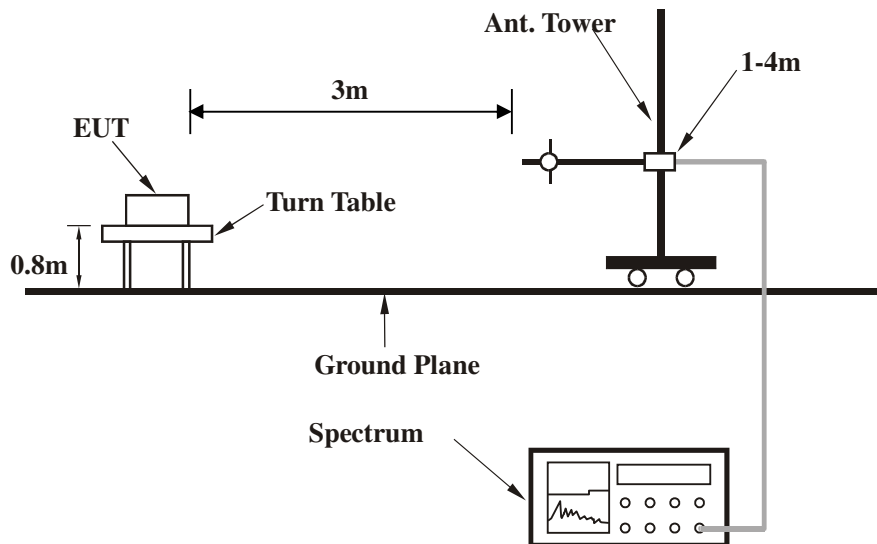 Ant. Tower
1-4m
3m
EUT
Turn Table
0.8m
Ground Plane
Spectrum